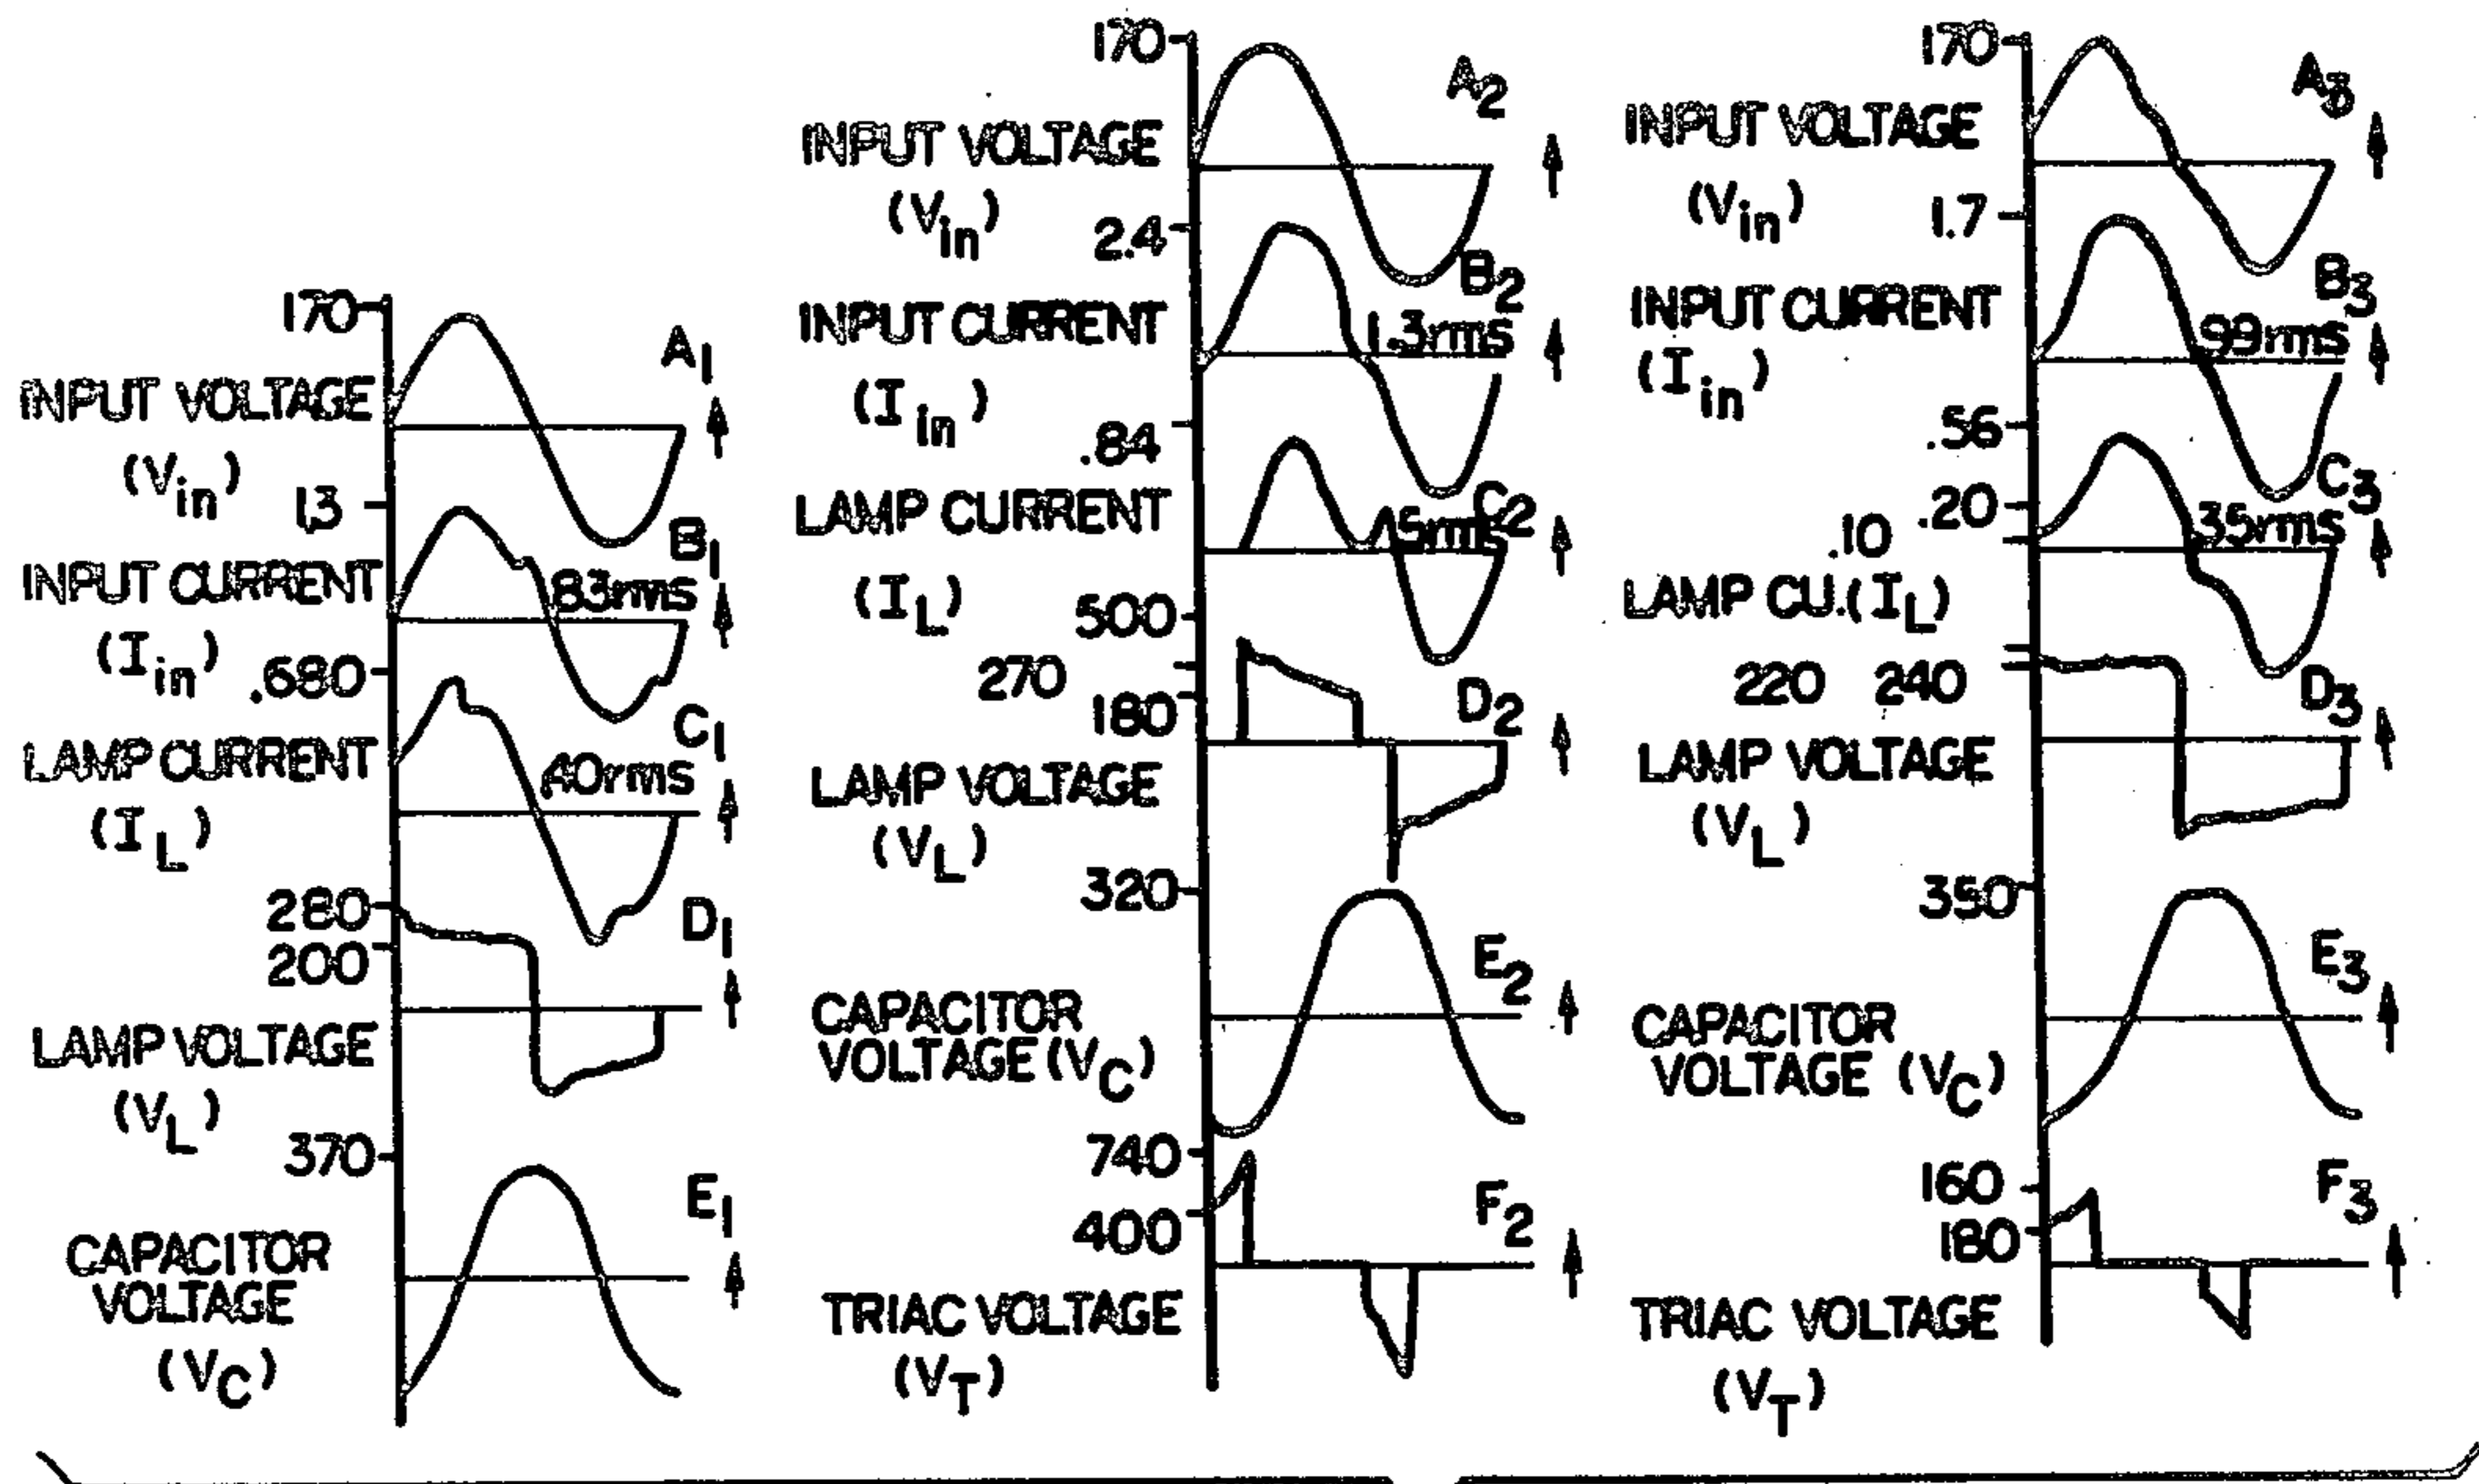 170
A1
INPUT VOLTAGE
(Vin)
1.3
B1
INPUT CURRENT
.83rms
(Iin)
.680
C1
LAMP CURRENT
.40rms
(IL)
280
D1
200
LAMP VOLTAGE
(VL)
370
E1
CAPACITOR
VOLTAGE
(VC)
170
A2
INPUT VOLTAGE
(Vin)
2.4
B2
INPUT CURRENT
1.3rms
(Iin)
.84
C2
LAMP CURRENT
.45rms
(IL)
500
270
180
D2
LAMP VOLTAGE
(VL)
320
E2
CAPACITOR
VOLTAGE (VC)
740
F2
400
TRIAC VOLTAGE
(VT)
170
A3
INPUT VOLTAGE
(Vin)
1.7
B3
INPUT CURRENT
.99rms
(Iin)
.56
C3
.20
.35rms
.10
LAMP CU.(IL)
220 240
D3
LAMP VOLTAGE
(VL)
350
E3
CAPACITOR
VOLTAGE (VC)
160
F3
180
TRIAC VOLTAGE
(VT)